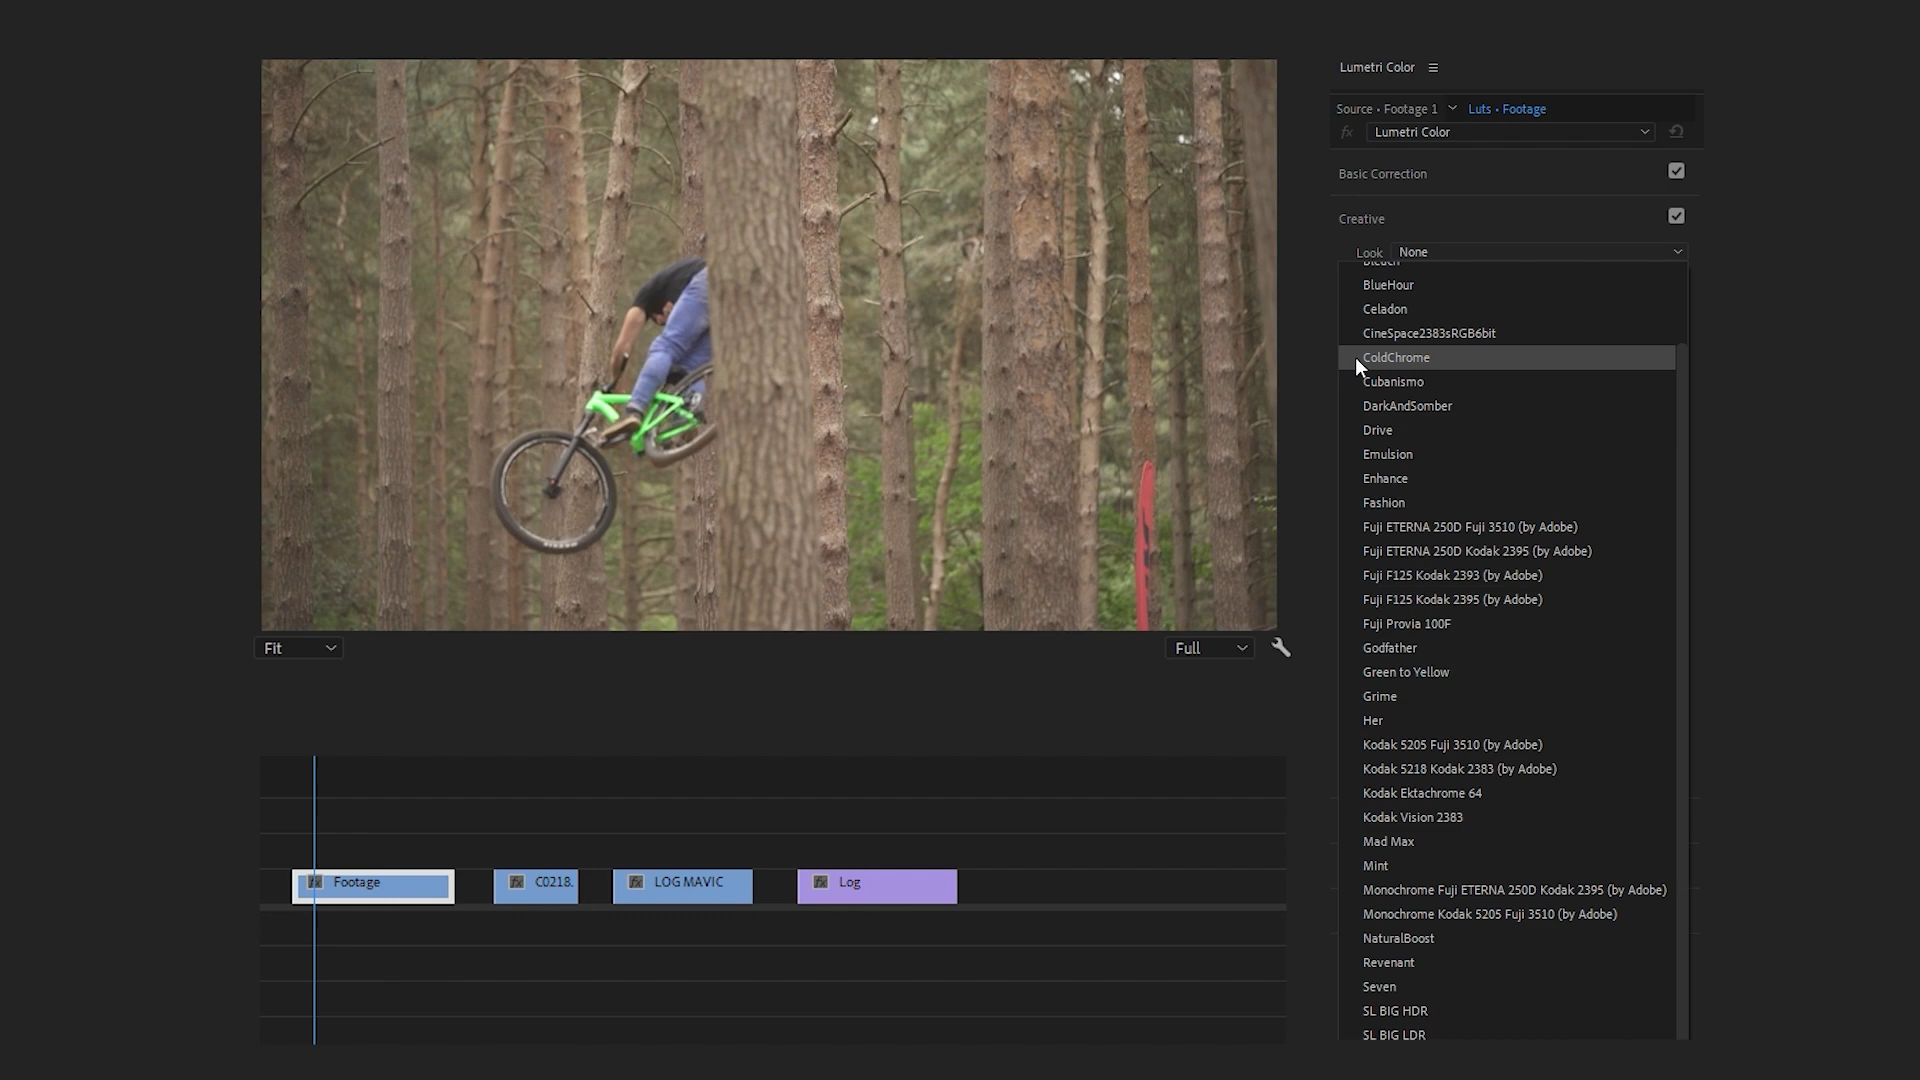 Lumetri Color
Source • Footage 1
Luts • Footage
fx
Lumetri Color
Basic Correction
Creative
Look
None
Bleach
BlueHour
Celadon
CineSpace2383sRGB6bit
ColdChrome
Cubanismo
DarkAndSomber
Drive
Emulsion
Enhance
Fashion
Fuji ETERNA 250D Fuji 3510 (by Adobe)
Fuji ETERNA 250D Kodak 2395 (by Adobe)
Fuji F125 Kodak 2393 (by Adobe)
Fuji F125 Kodak 2395 (by Adobe)
Fuji Provia 100F
Godfather
Green to Yellow
Grime
Her
Kodak 5205 Fuji 3510 (by Adobe)
Kodak 5218 Kodak 2383 (by Adobe)
Kodak Ektachrome 64
Kodak Vision 2383
Mad Max
Mint
Monochrome Fuji ETERNA 250D Kodak 2395 (by Adobe)
Monochrome Kodak 5205 Fuji 3510 (by Adobe)
NaturalBoost
Revenant
Seven
SL BIG HDR
SL BIG LDR
Fit
Full
fx Footage
fx C0218.
fx LOG MAVIC
fx Log